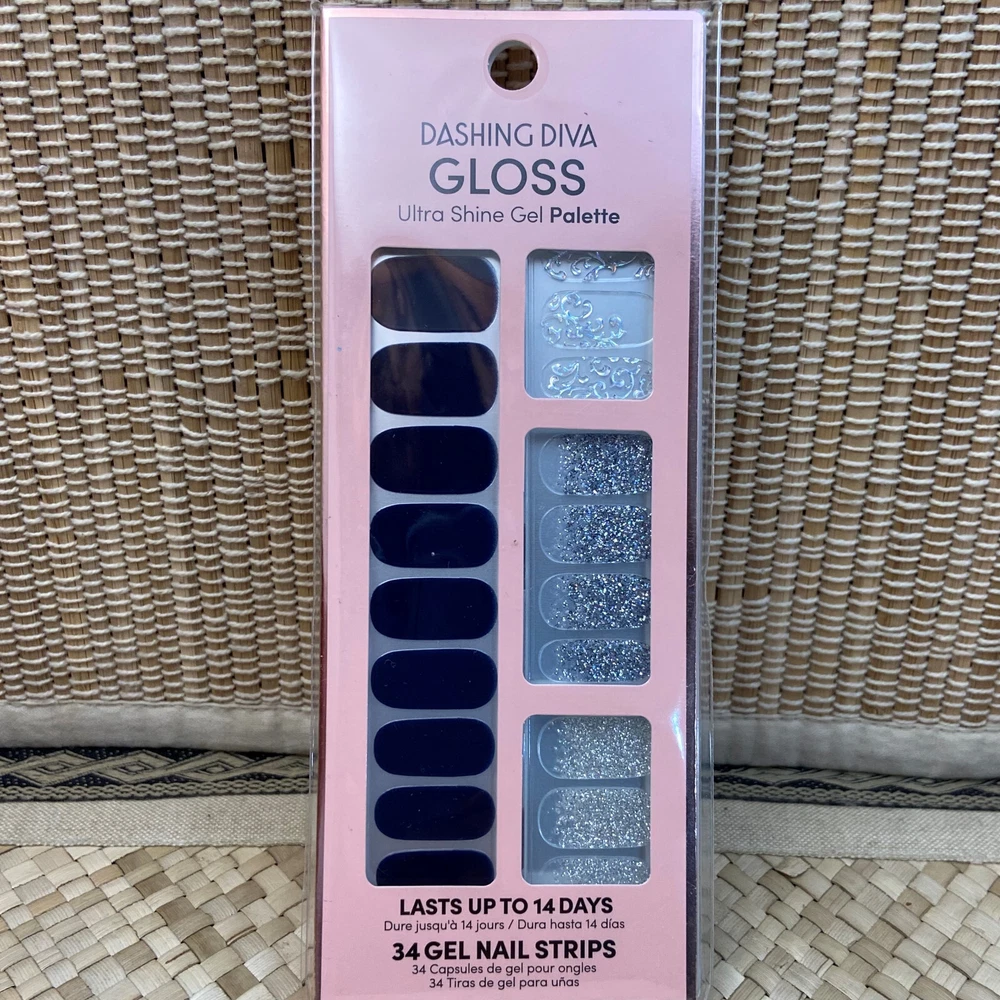 DASHING DIVA
GLOSS
Ultra Shine Gel Palette
LASTS UP TO 14 DAYS
Dure jusqu'à 14 jours / Dura hasta 14 días
34 GEL NAIL STRIPS
34 Capsules de gel pour ongles
34 Tiras de gel para uñas